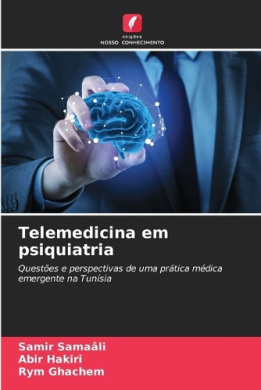 edições
NOSSO CONHECIMENTO
Telemedicina em
psiquiatria
Questões e perspectivas de uma prática médica
emergente na Tunísia
Samir Samaâli
Abir Hakiri
Rym Ghachem